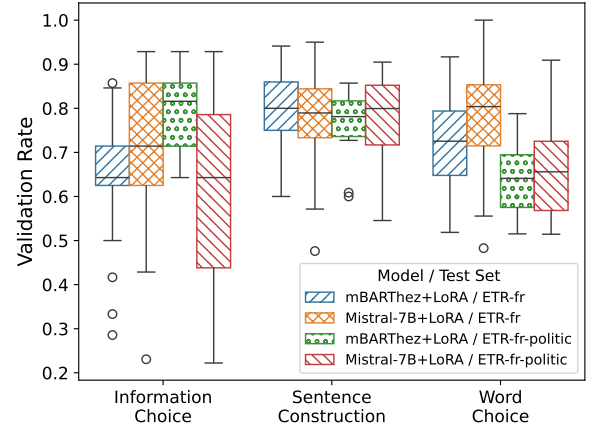 1.0
0.9
0.8
0.7
0.6
0.5
0.4
0.3
0.2
Validation Rate
Model / Test Set
mBARThez+LoRA / ETR-fr
Mistral-7B+LoRA / ETR-fr
mBARThez+LoRA / ETR-fr-politic
Mistral-7B+LoRA / ETR-fr-politic
Information
Choice
Sentence
Construction
Word
Choice